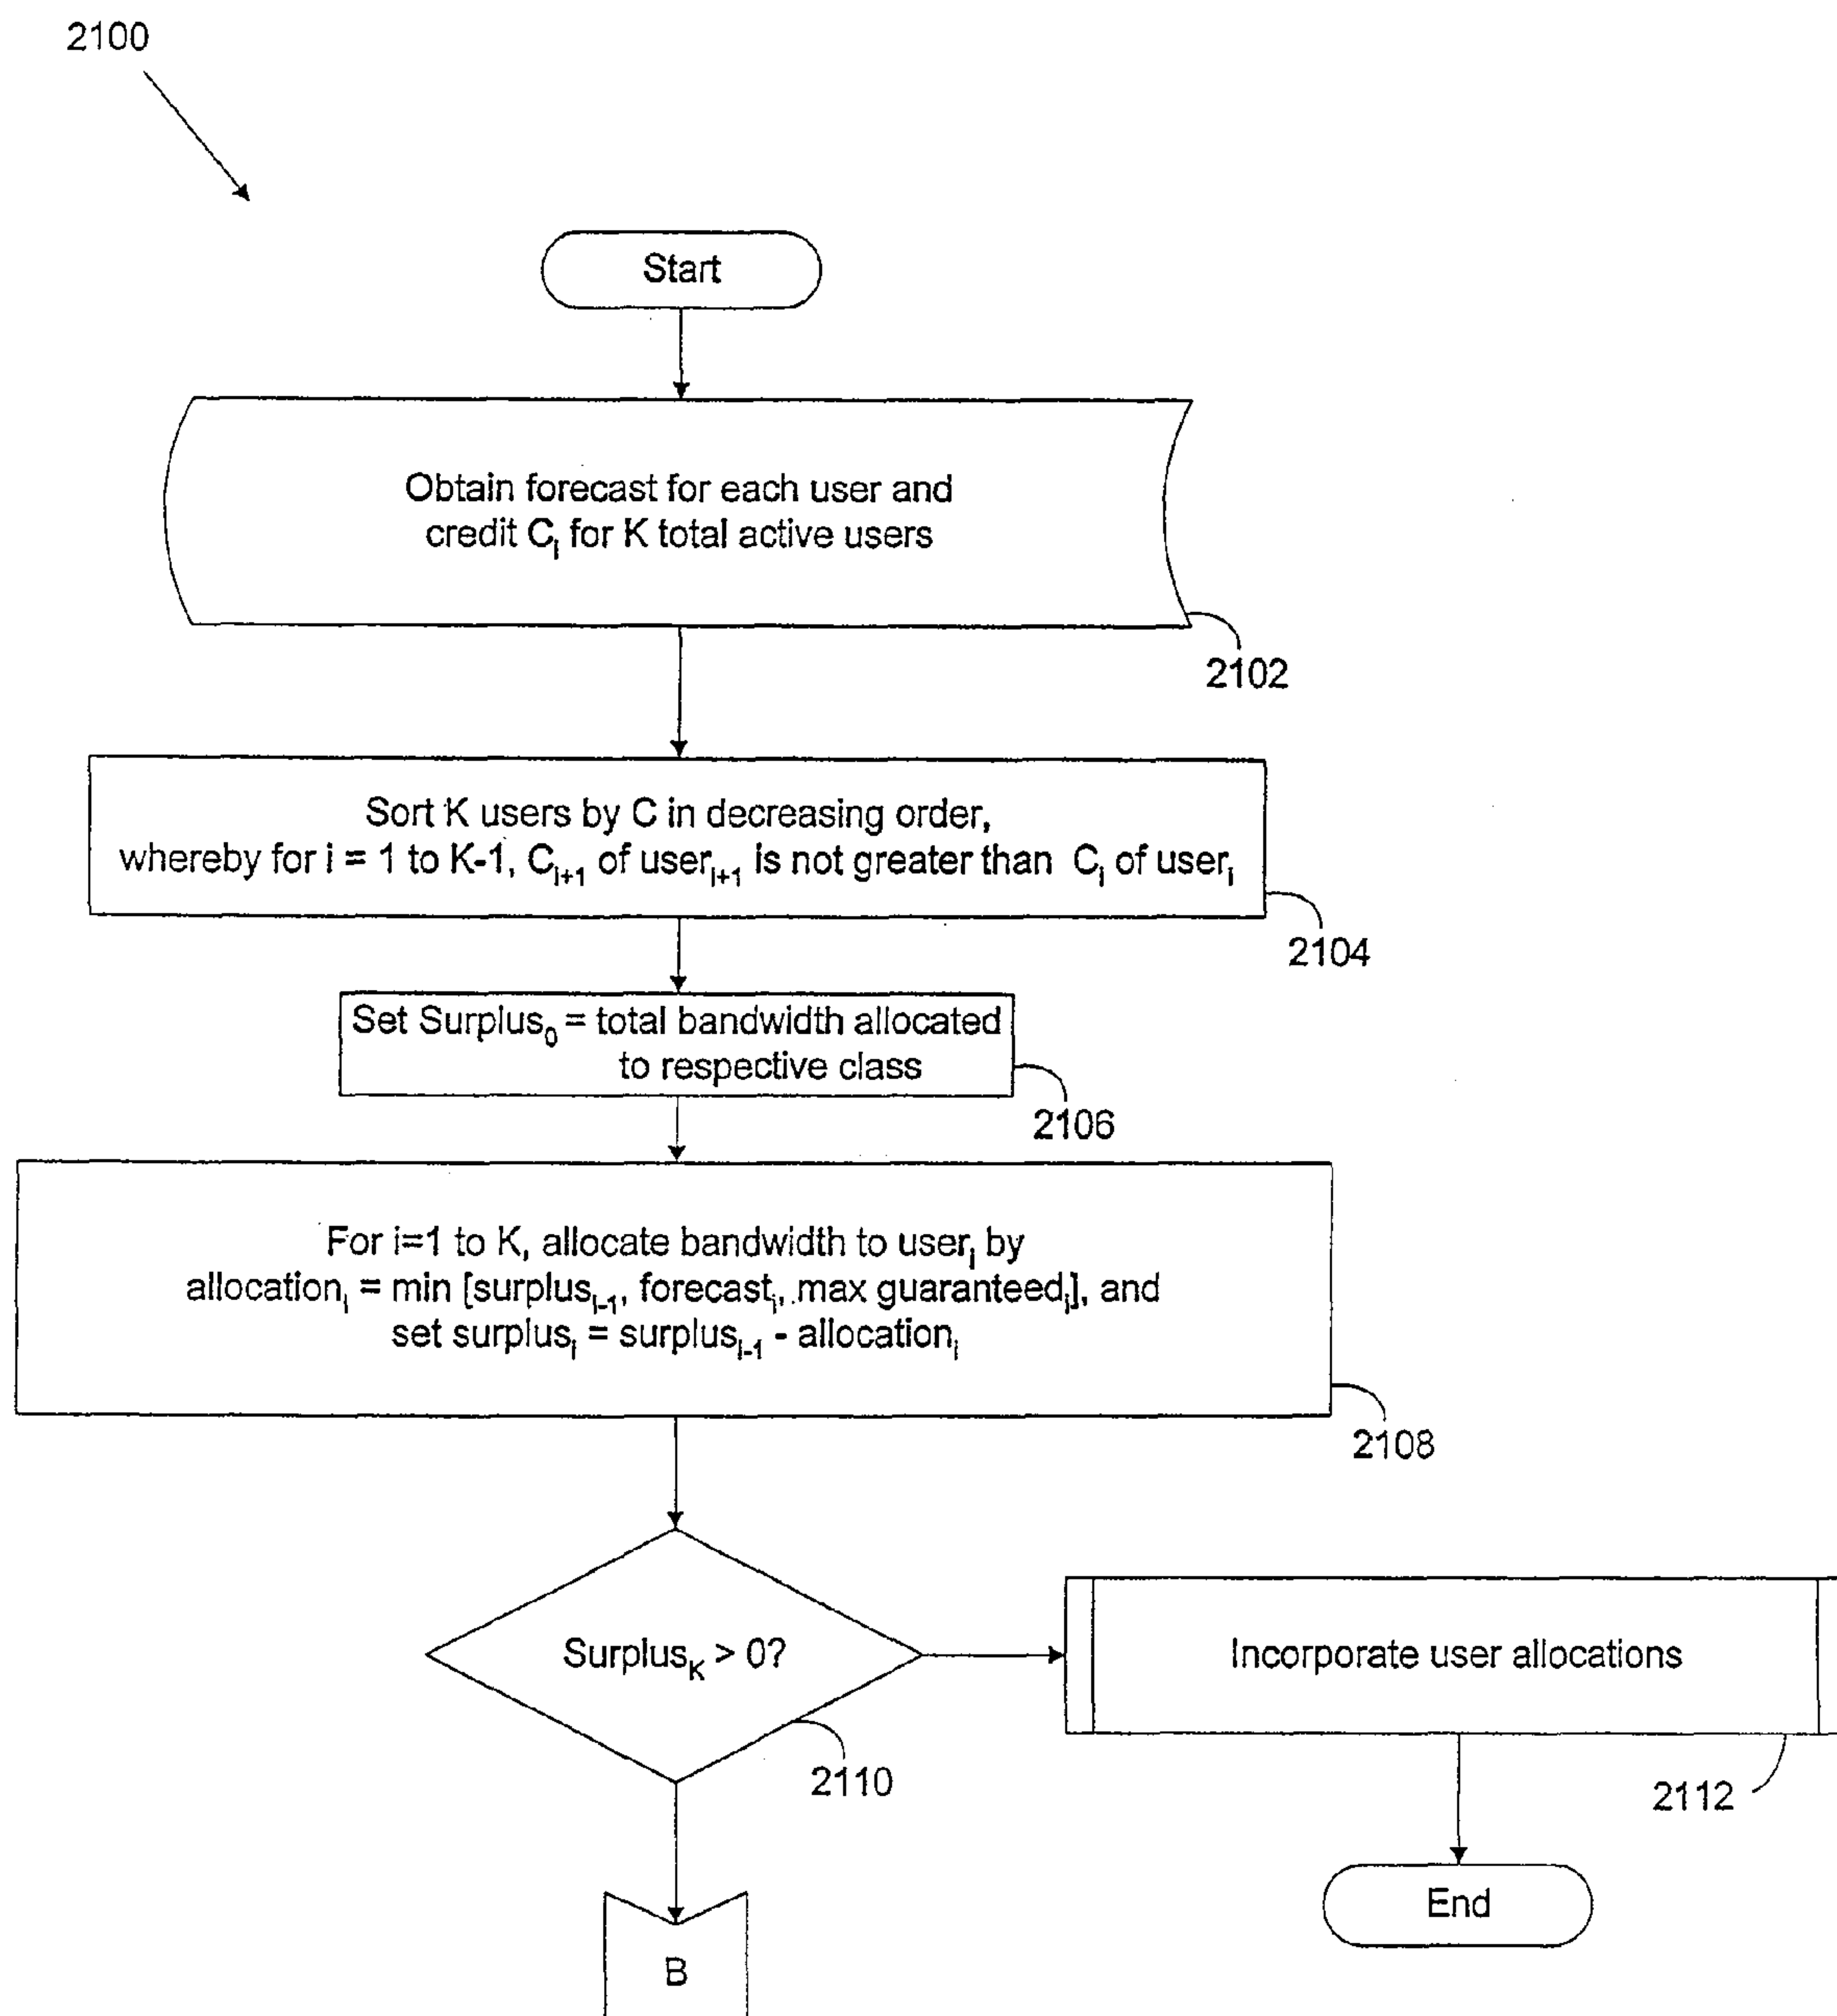 2100
Start
Obtain forecast for each user and
credit Cᵢ for K total active users
2102
Sort K users by C in decreasing order,
whereby for i = 1 to K-1, Cᵢ₊₁ of userᵢ₊₁ is not greater than Cᵢ of userᵢ
2104
Set Surplus₀ = total bandwidth allocated
to respective class
2106
For i=1 to K, allocate bandwidth to userᵢ by
allocationᵢ = min [surplusᵢ₋₁, forecastᵢ, max guaranteedᵢ], and
set surplusᵢ = surplusᵢ₋₁ - allocationᵢ
2108
Surplus_K > 0?
2110
Incorporate user allocations
2112
End
B